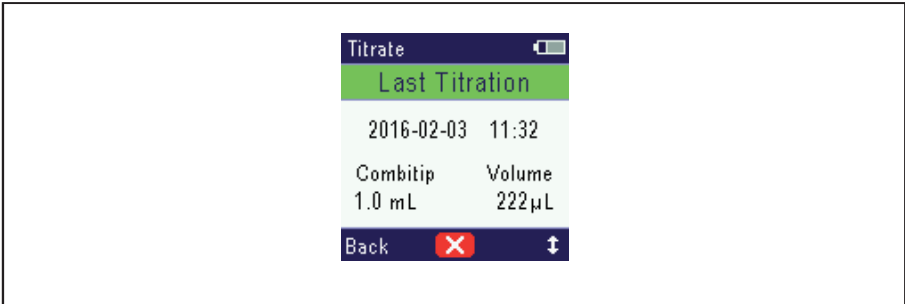 Titrate
Last Titration
2016-02-03 11:32
Combitip Volume
1.0 mL 222µL
Back